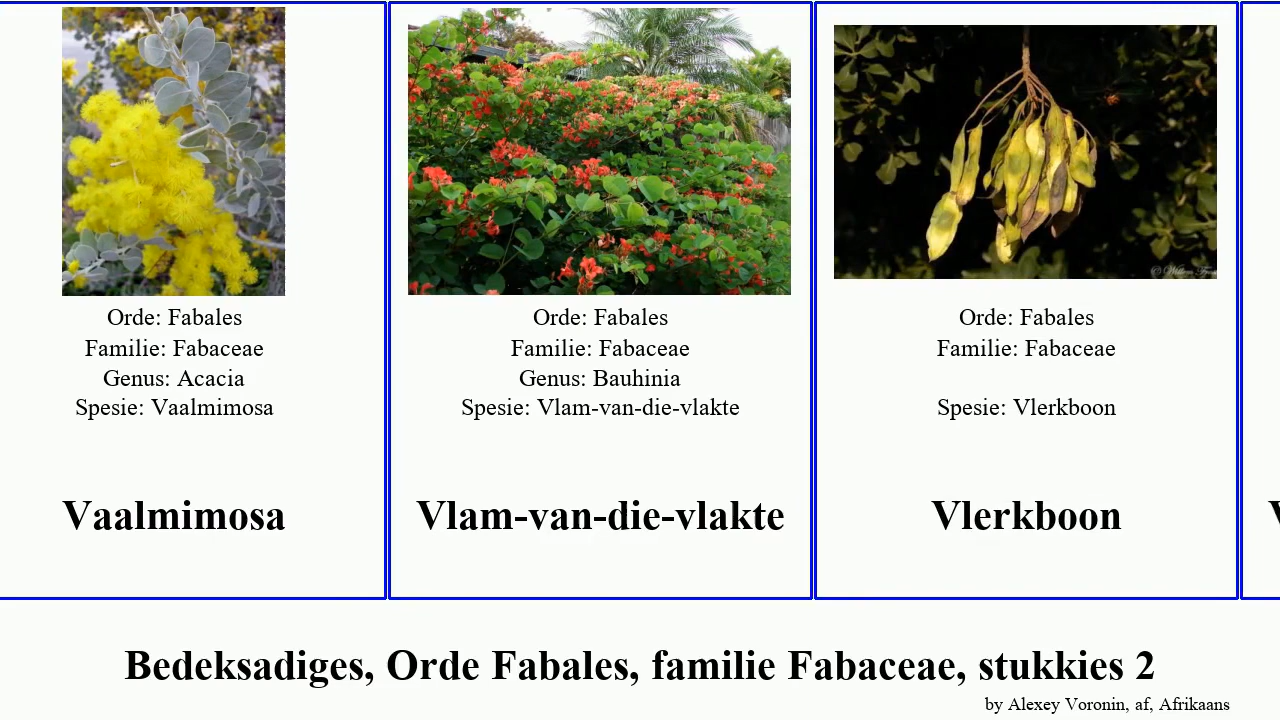 Orde: Fabales
Familie: Fabaceae
Genus: Acacia
Spesie: Vaalmimosa
Vaalmimosa
Orde: Fabales
Familie: Fabaceae
Genus: Bauhinia
Spesie: Vlam-van-die-vlakte
Vlam-van-die-vlakte
Orde: Fabales
Familie: Fabaceae
Spesie: Vlerkboon
Vlerkboon
Bedeksadiges, Orde Fabales, familie Fabaceae, stukkies 2
by Alexey Voronin, af, Afrikaans